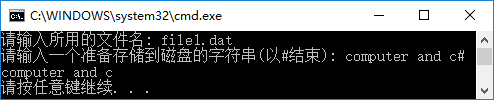 C:\WINDOWS\system32\cmd.exe
请输入所用的文件名: file1.dat
请输入一个准备存储到磁盘的字符串(以#结束): computer and c#
computer and c
请按任意键继续. . .